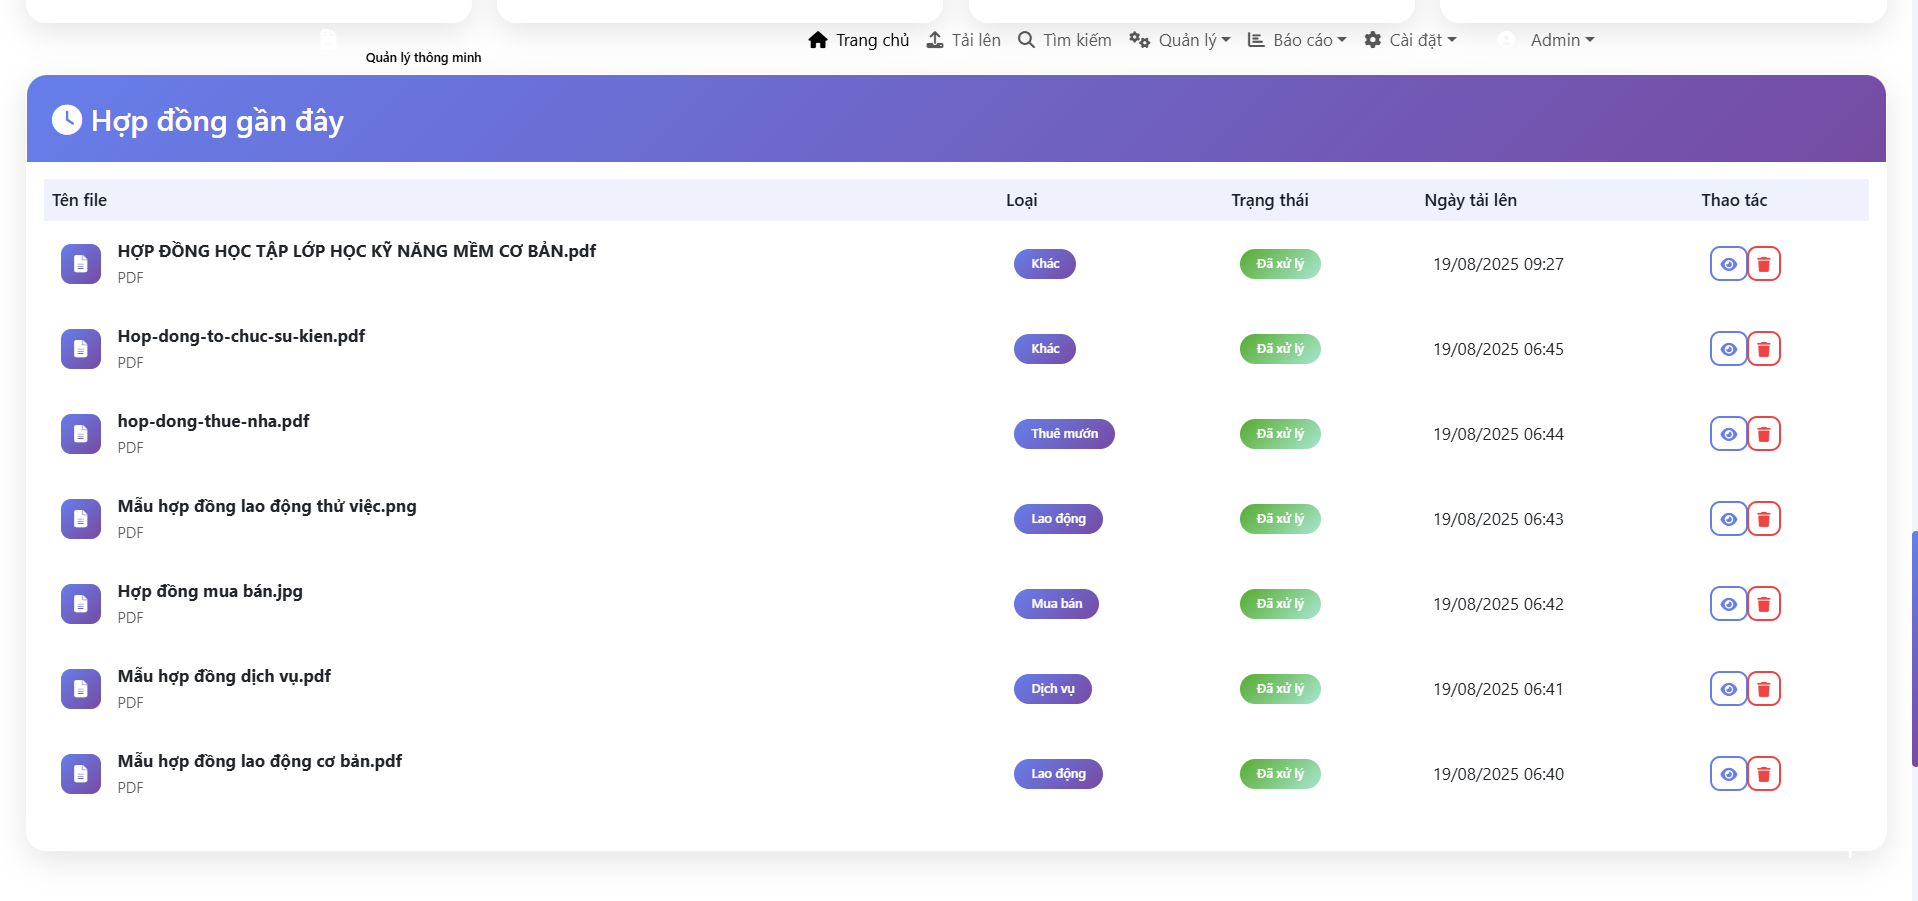 Quản lý thông minh
Trang chủ Tải lên Tìm kiếm Quản lý Báo cáo Cài đặt Admin
Hợp đồng gần đây
Tên file Loại Trạng thái Ngày tải lên Thao tác
HỢP ĐỒNG HỌC TẬP LỚP HỌC KỸ NĂNG MỀM CƠ BẢN.pdf
PDF
Khác Đã xử lý 19/08/2025 09:27
Hop-dong-to-chuc-su-kien.pdf
PDF
Khác Đã xử lý 19/08/2025 06:45
hop-dong-thue-nha.pdf
PDF
Thuê mướn Đã xử lý 19/08/2025 06:44
Mẫu hợp đồng lao động thử việc.png
PDF
Lao động Đã xử lý 19/08/2025 06:43
Hợp đồng mua bán.jpg
PDF
Mua bán Đã xử lý 19/08/2025 06:42
Mẫu hợp đồng dịch vụ.pdf
PDF
Dịch vụ Đã xử lý 19/08/2025 06:41
Mẫu hợp đồng lao động cơ bản.pdf
PDF
Lao động Đã xử lý 19/08/2025 06:40